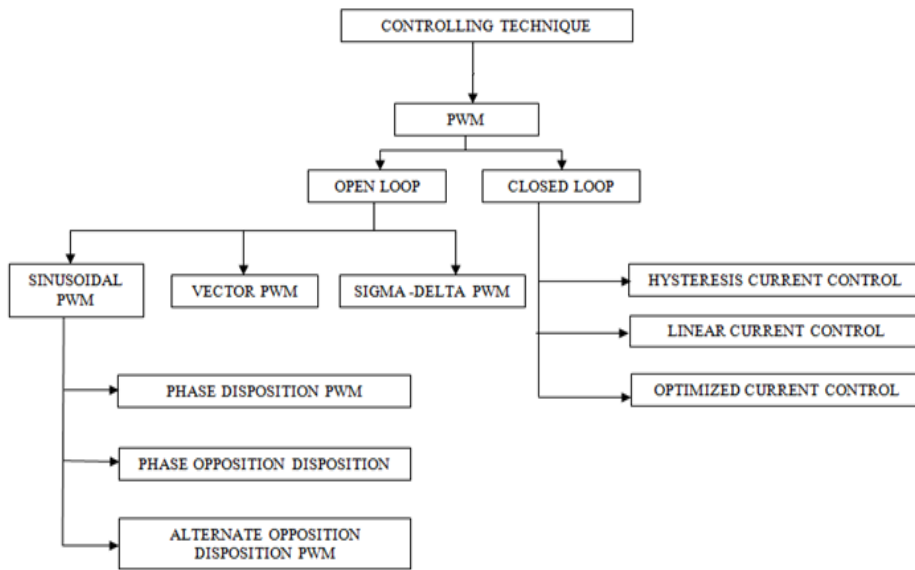 CONTROLLING TECHNIQUE
PWM
OPEN LOOP
CLOSED LOOP
SINUSOIDAL
PWM
VECTOR PWM
SIGMA -DELTA PWM
HYSTERESIS CURRENT CONTROL
LINEAR CURRENT CONTROL
OPTIMIZED CURRENT CONTROL
PHASE DISPOSITION PWM
PHASE OPPOSITION DISPOSITION
ALTERNATE OPPOSITION
DISPOSITION PWM